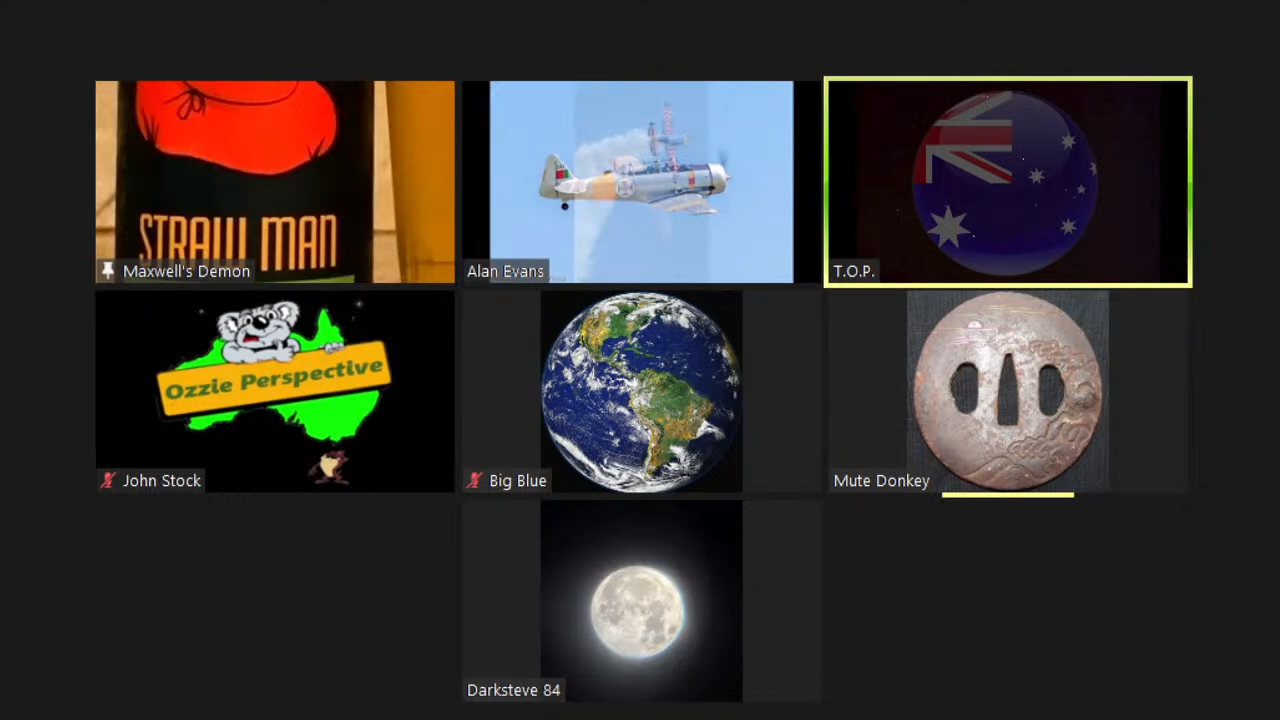 STRAW MAN
Maxwell's Demon
Alan Evans
T.O.P.
Ozzie Perspective
John Stock
Big Blue
Mute Donkey
Darksteve 84